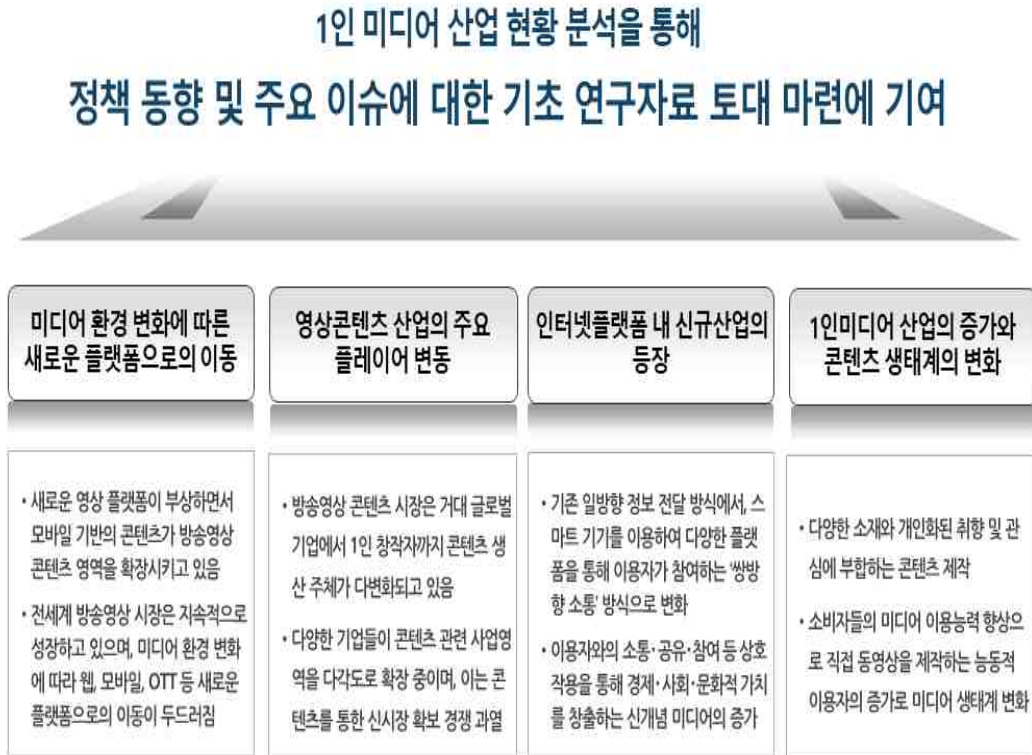 1인 미디어 산업 현황 분석을 통해
정책 동향 및 주요 이슈에 대한 기초 연구자료 토대 마련에 기여
미디어 환경 변화에 따른
새로운 플랫폼으로의 이동
• 새로운 영상 플랫폼이 부상하면서
모바일 기반의 콘텐츠가 방송영상
콘텐츠 영역을 확장시키고 있음
• 전세계 방송영상 시장은 지속적으로
성장하고 있으며, 미디어 환경 변화
에 따라 웹, 모바일, OTT 등 새로운
플랫폼으로의 이동이 두드러짐
영상콘텐츠 산업의 주요
플레이어 변동
• 방송영상 콘텐츠 시장은 거대 글로벌
기업에서 1인 창작자까지 콘텐츠 생
산 주체가 다변화되고 있음
• 다양한 기업들이 콘텐츠 관련 사업영
역을 다각도로 확장 중이며, 이는 콘
텐츠를 통한 신시장 확보 경쟁 과열
인터넷플랫폼 내 신규산업의
등장
• 기존 일방향 정보 전달 방식에서, 스
마트 기기를 이용하여 다양한 플랫
폼을 통해 이용자가 참여하는 '쌍방
향 소통' 방식으로 변화
• 이용자와의 소통·공유·참여 등 상호
작용을 통해 경제·사회·문화적 가치
를 창출하는 신개념 미디어의 증가
1인미디어 산업의 증가와
콘텐츠 생태계의 변화
• 다양한 소재와 개인화된 취향 및 관
심에 부합하는 콘텐츠 제작
• 소비자들의 미디어 이용능력 향상으
로 직접 동영상을 제작하는 능동적
이용자의 증가로 미디어 생태계 변화